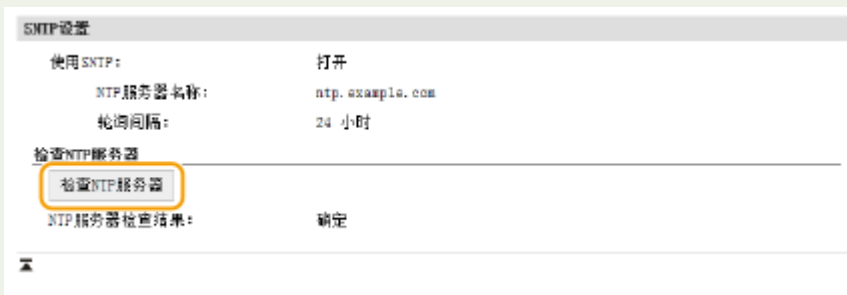 SNTP设置
使用SNTP: 打开
NTP服务器名称: ntp.example.com
轮询间隔: 24 小时
检查NTP服务器
检查NTP服务器
NTP服务器检查结果: 确定